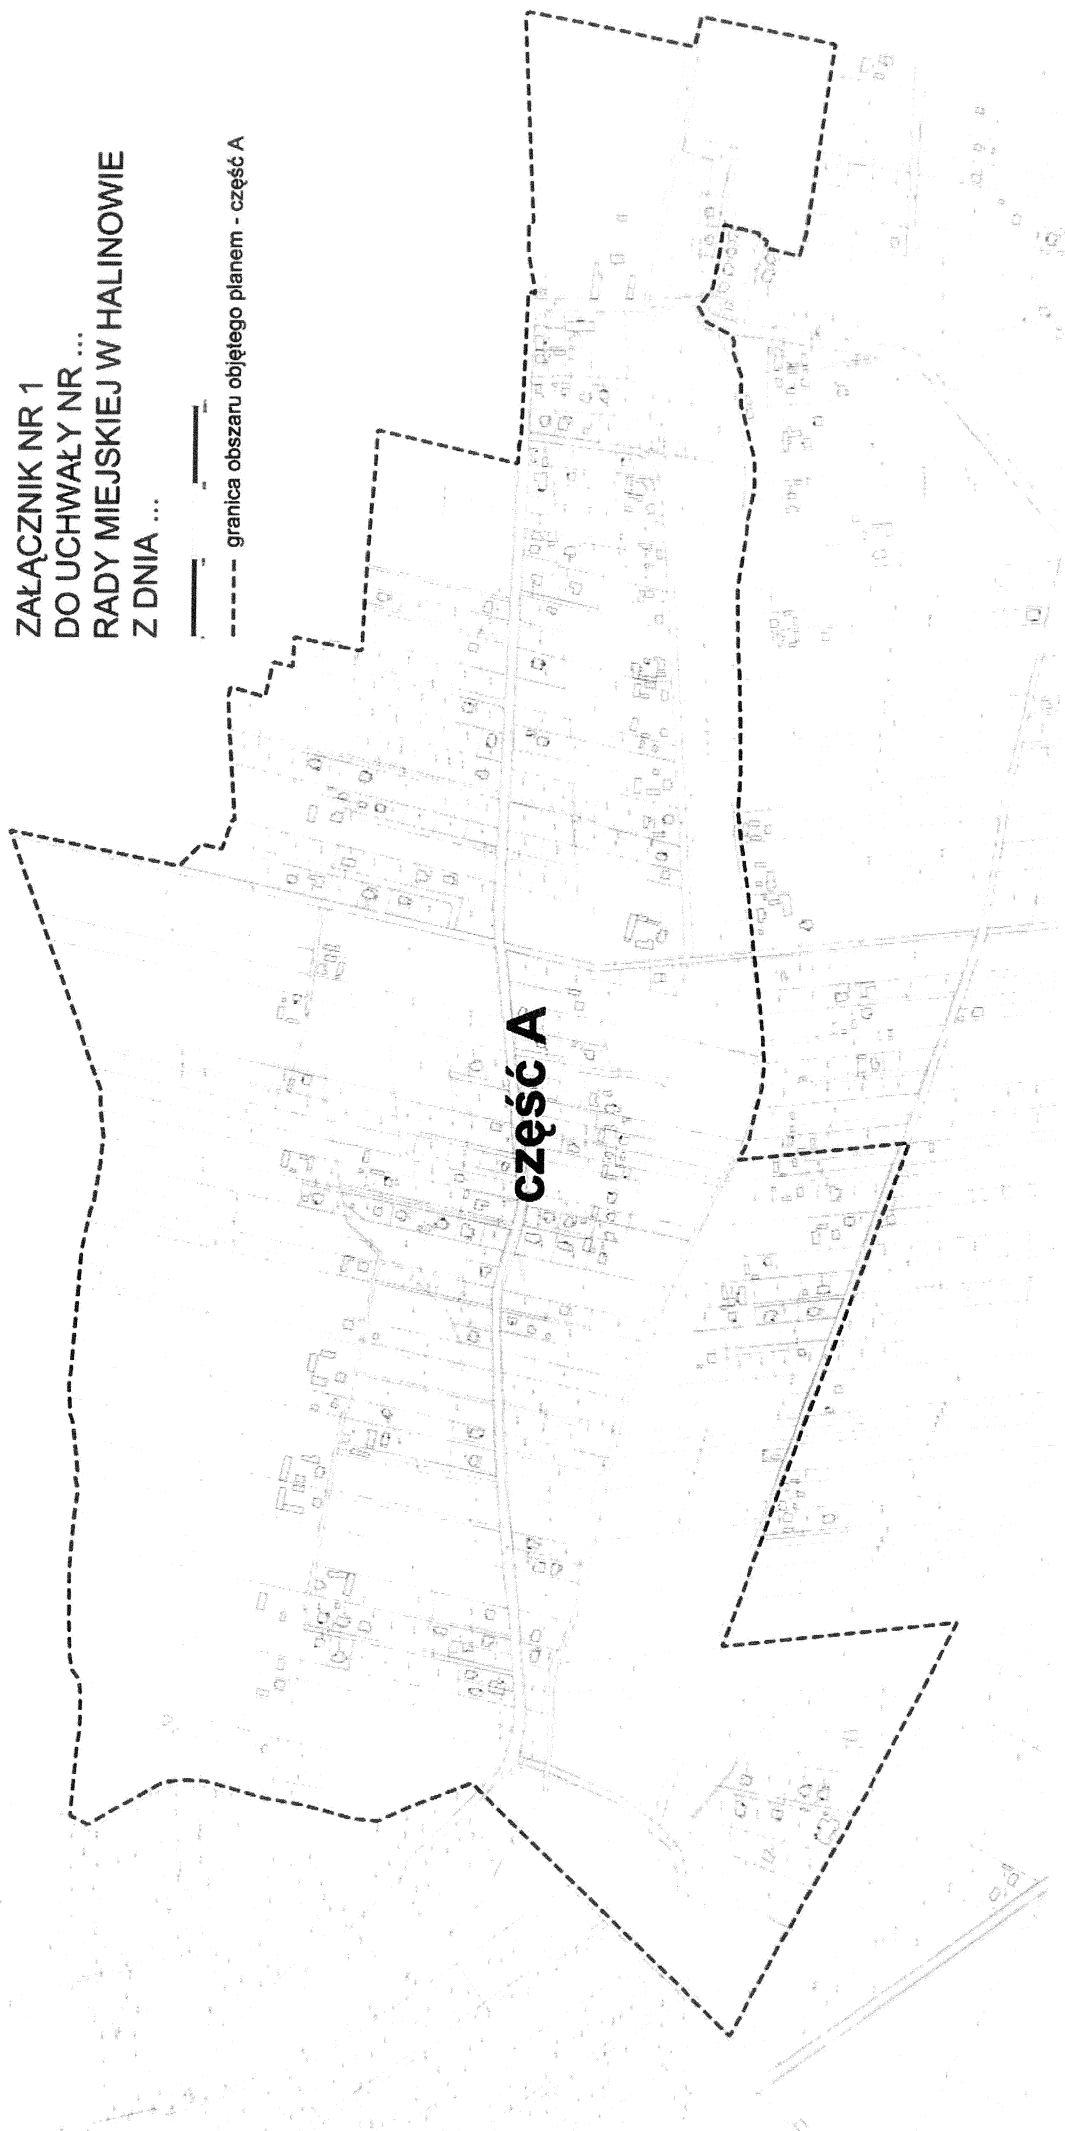 ZAŁĄCZNIK NR 1
DO UCHWAŁY NR ...
RADY MIEJSKIEJ W HALINOWIE
Z DNIA ...
granica obszaru objętego planem - część A
część A